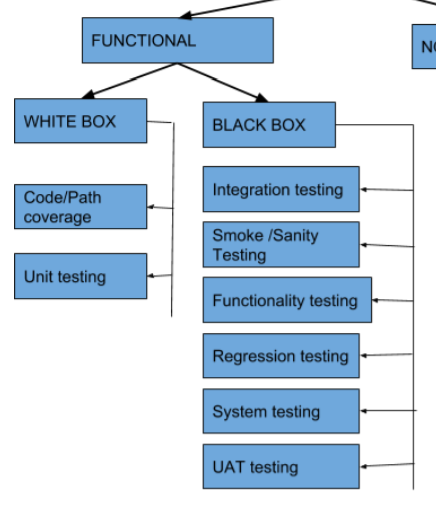 FUNCTIONAL
WHITE BOX
Code/Path
coverage
Unit testing
BLACK BOX
Integration testing
Smoke /Sanity
Testing
Functionality testing
Regression testing
System testing
UAT testing